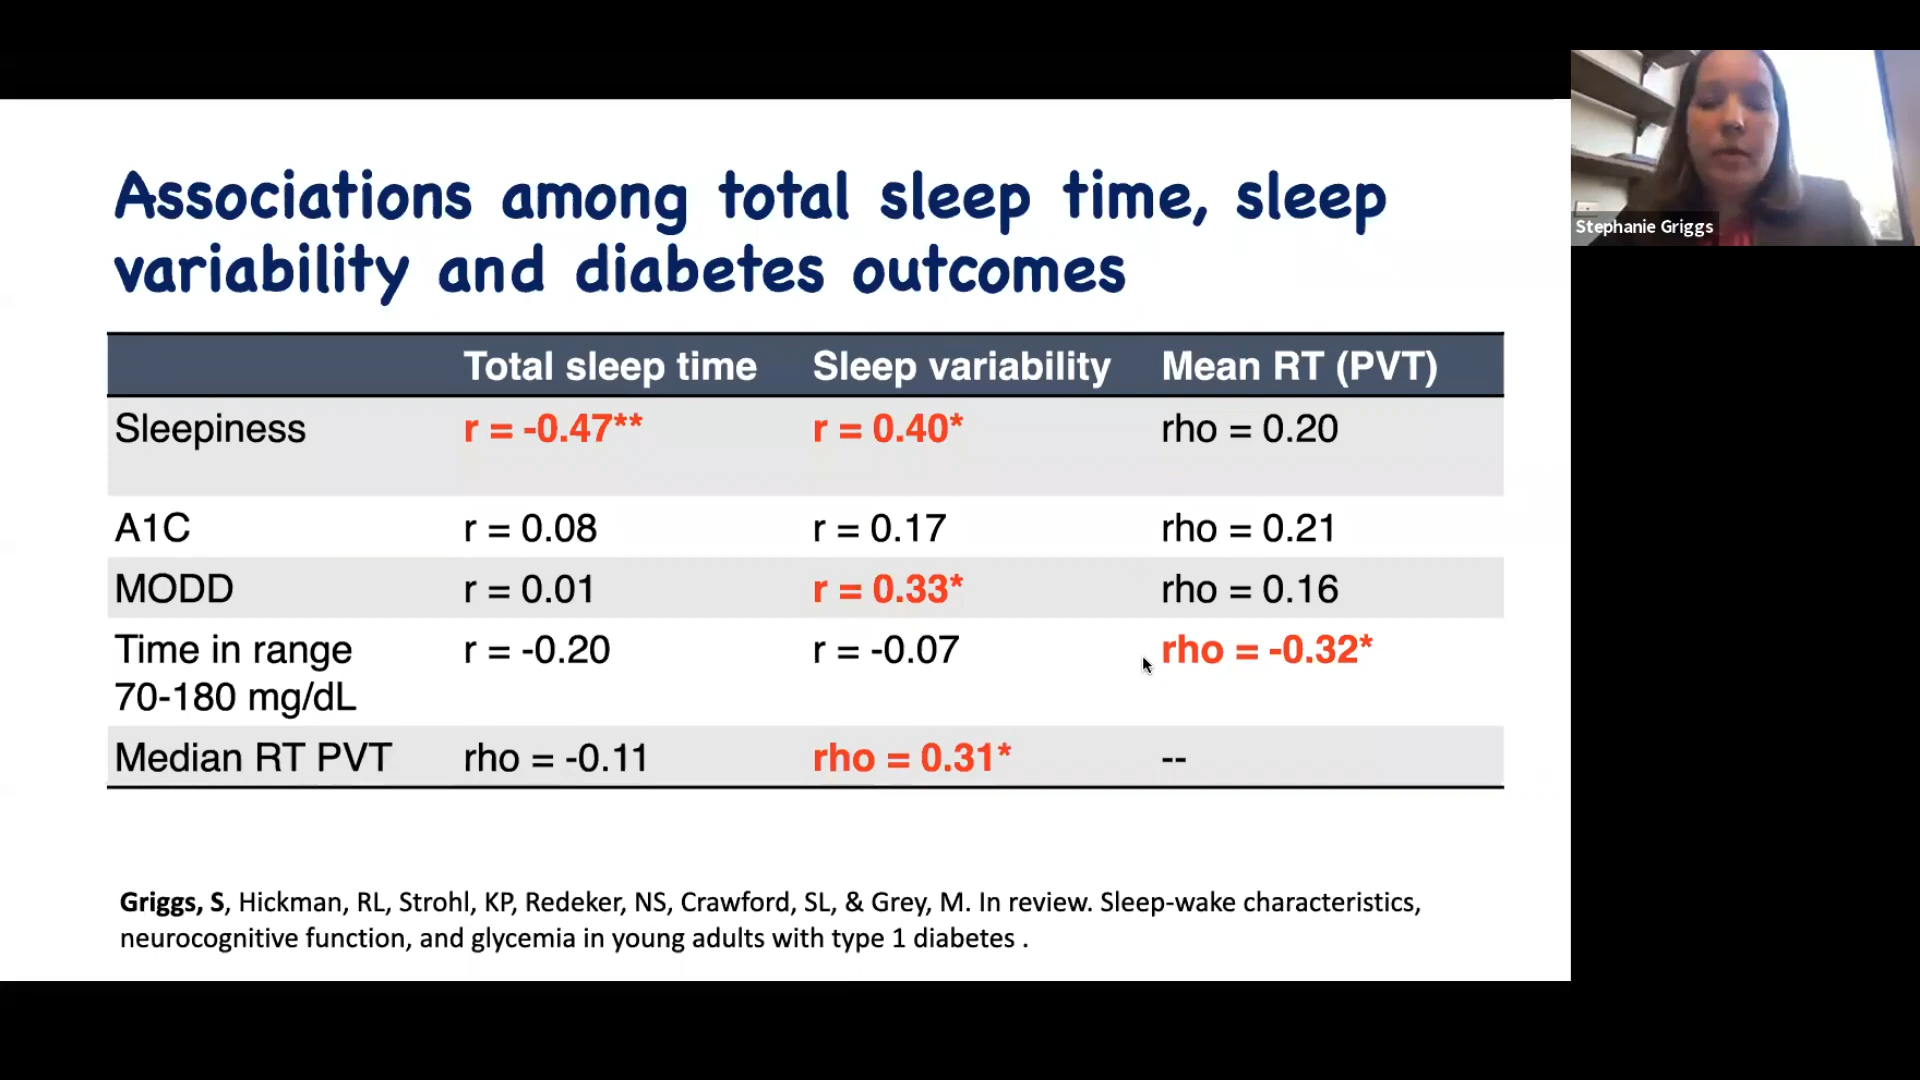 Associations among total sleep time, sleep
variability and diabetes outcomes
Total sleep time Sleep variability Mean RT (PVT)
Sleepiness r = -0.47** r = 0.40* rho = 0.20
A1C r = 0.08 r = 0.17 rho = 0.21
MODD r = 0.01 r = 0.33* rho = 0.16
Time in range r = -0.20 r = -0.07 rho = -0.32*
70-180 mg/dL
Median RT PVT rho = -0.11 rho = 0.31* --
Griggs, S, Hickman, RL, Strohl, KP, Redeker, NS, Crawford, SL, & Grey, M. In review. Sleep-wake characteristics,
neurocognitive function, and glycemia in young adults with type 1 diabetes .
Stephanie Griggs